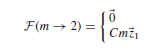 F(m → 2) = { 0⃗
Cmz⃗₁